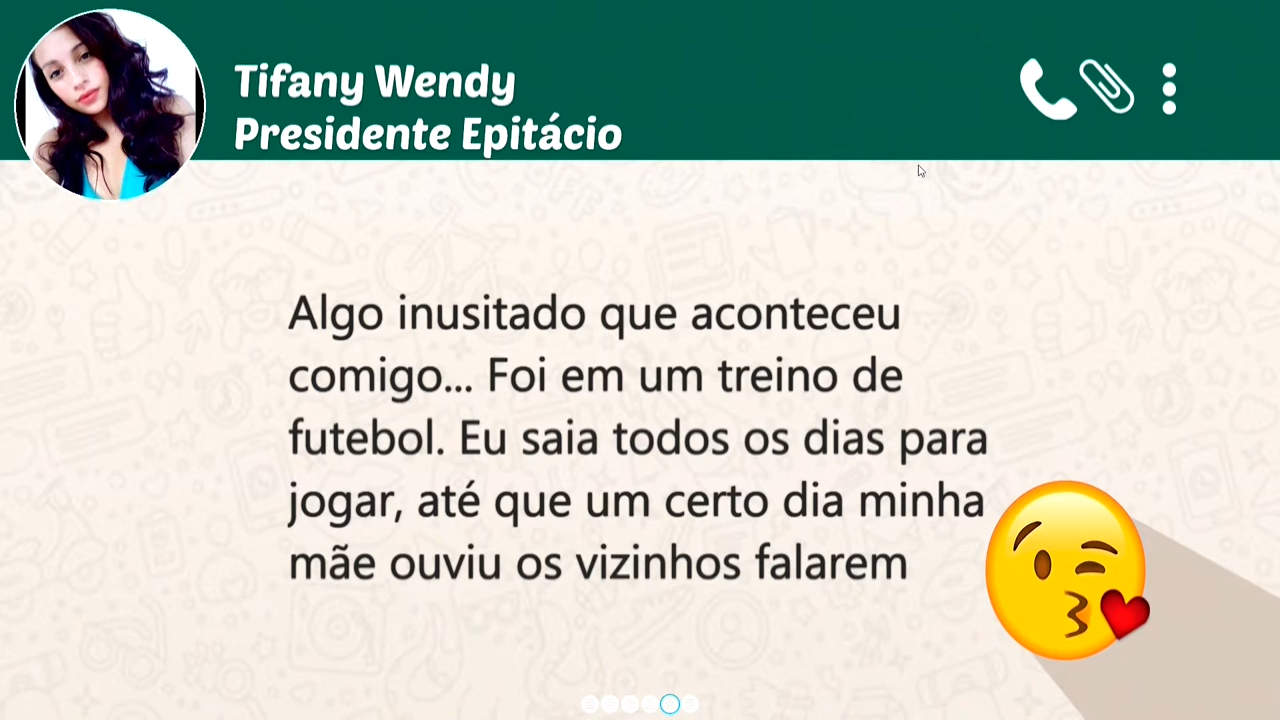 Tifany Wendy
Presidente Epitácio
Algo inusitado que aconteceu
comigo... Foi em um treino de
futebol. Eu saia todos os dias para
jogar, até que um certo dia minha
mãe ouviu os vizinhos falarem